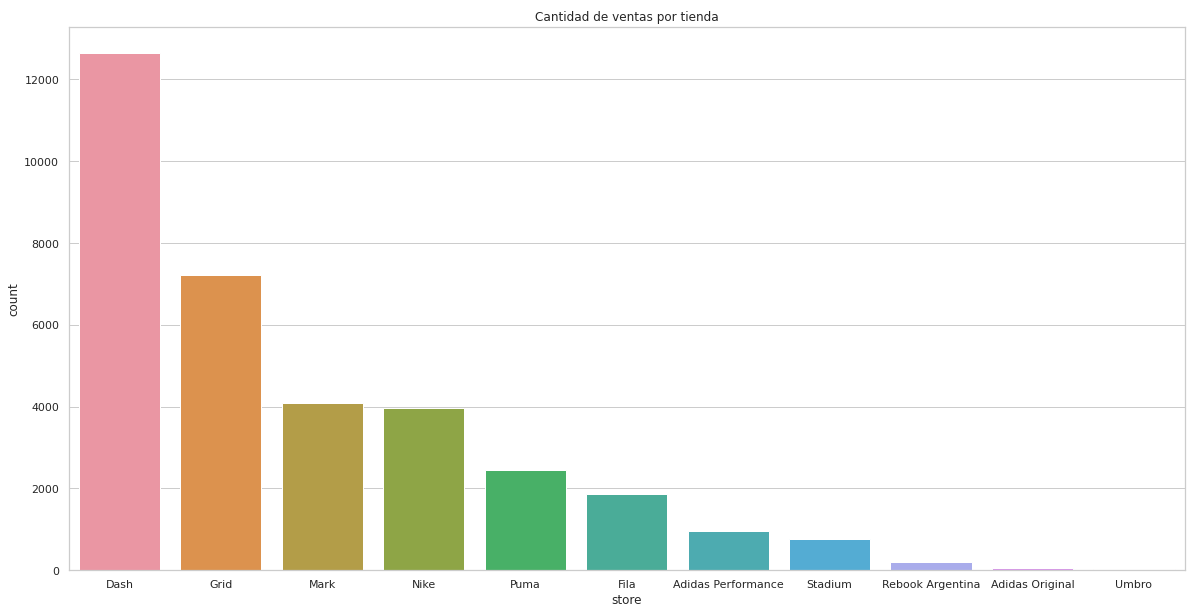 Cantidad de ventas por tienda
12000
10000
8000
6000
4000
2000
0
count
Dash Grid Mark Nike Puma Fila Adidas Performance Stadium Rebook Argentina Adidas Original Umbro
store